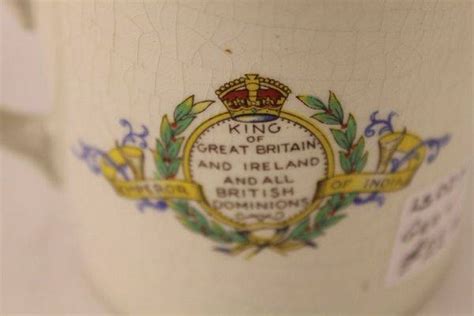 KING
OF
GREAT BRITAIN
AND IRELAND
AND ALL
BRITISH
DOMINIONS
EMPEROR
OF INDIA